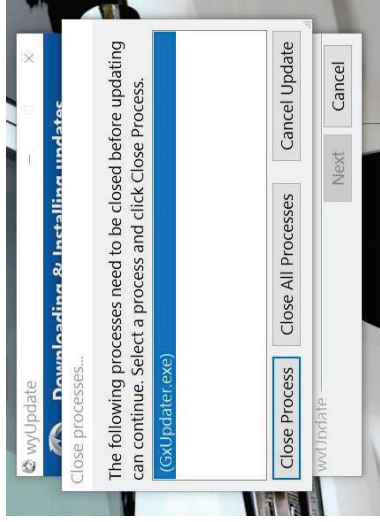 wyUpdate
Downloading & Installing updates
Close processes...
The following processes need to be closed before updating
can continue. Select a process and click Close Process.
(GxUpdater.exe)
Close Process
Close All Processes
Cancel Update
wyUpdate
Next
Cancel